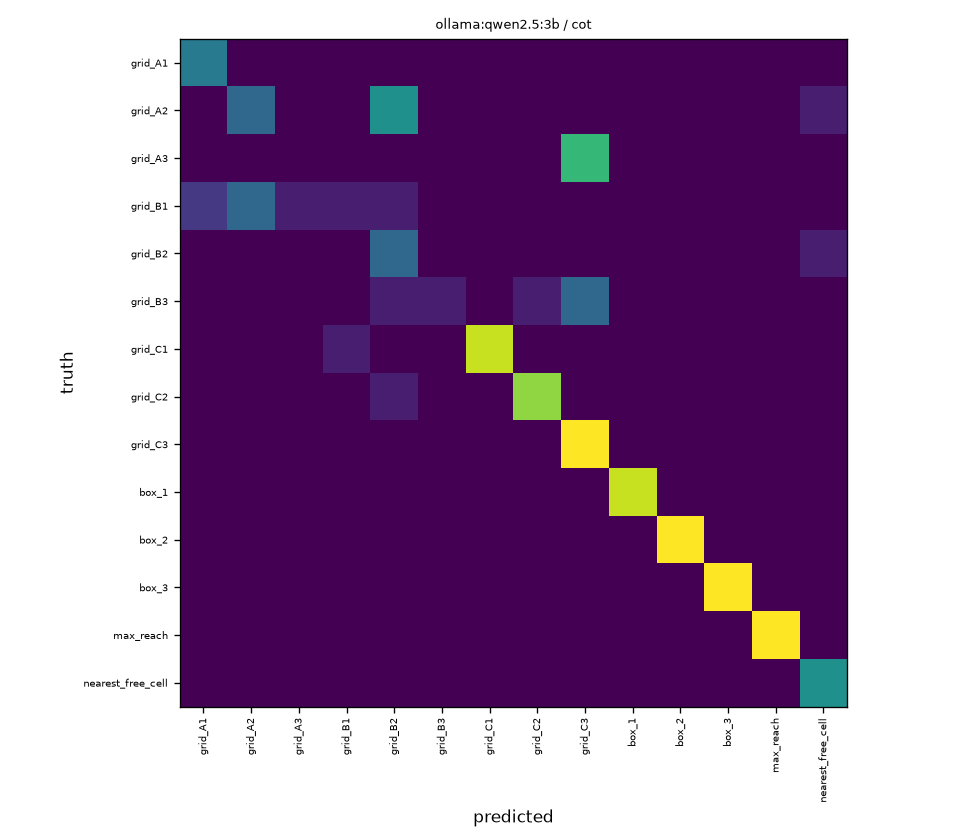 ollama:qwen2.5:3b / cot
grid_A1
grid_A2
grid_A3
grid_B1
grid_B2
grid_B3
grid_C1
grid_C2
grid_C3
box_1
box_2
box_3
max_reach
nearest_free_cell
truth
grid_A1
grid_A2
grid_A3
grid_B1
grid_B2
grid_B3
grid_C1
grid_C2
grid_C3
box_1
box_2
box_3
max_reach
nearest_free_cell
predicted